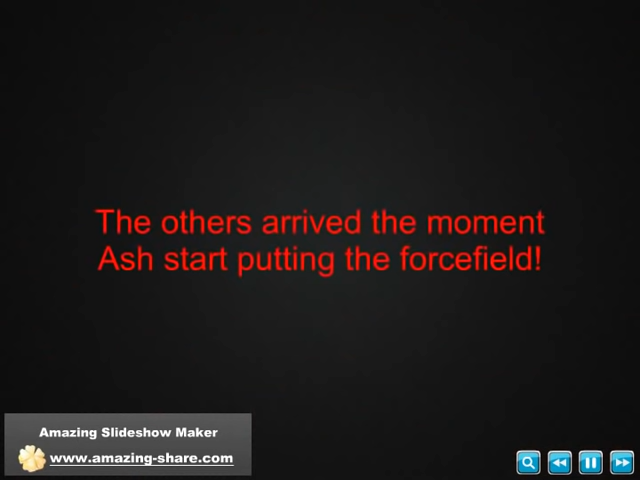 The others arrived the moment
Ash start putting the forcefield!
Amazing Slideshow Maker
www.amazing-share.com